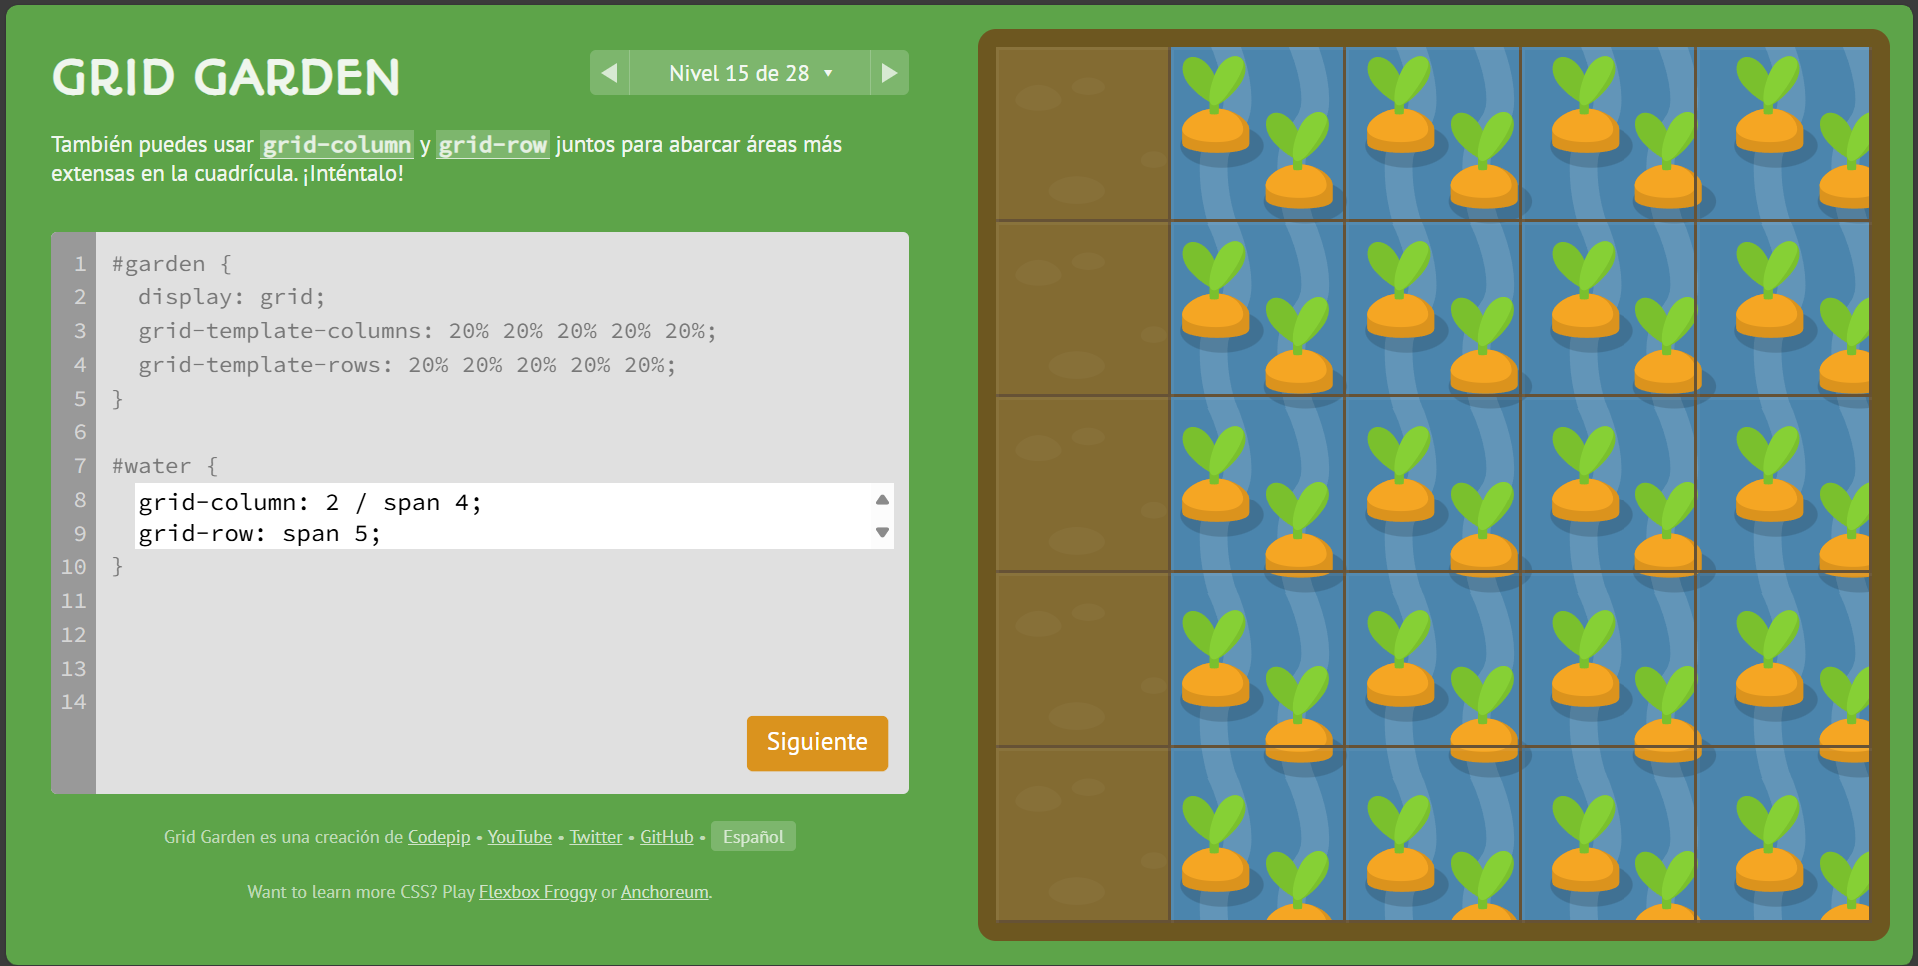 GRID GARDEN
Nivel 15 de 28
También puedes usar grid-column y grid-row juntos para abarcar áreas más
extensas en la cuadrícula. ¡Inténtalo!
1 #garden {
2 display: grid;
3 grid-template-columns: 20% 20% 20% 20% 20%;
4 grid-template-rows: 20% 20% 20% 20% 20%;
5 }
6
7 #water {
8 grid-column: 2 / span 4;
9 grid-row: span 5;
10 }
11
12
13
14
Siguiente
Grid Garden es una creación de Codepip • YouTube • Twitter • GitHub • Español
Want to learn more CSS? Play Flexbox Froggy or Anchoreum.